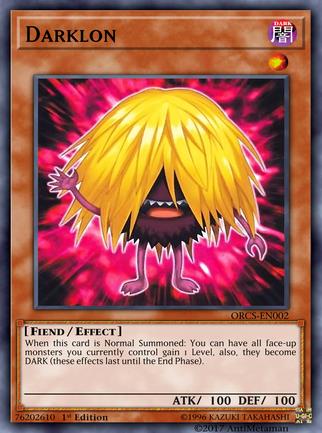 DARKLON
DARK
闇
ORCS-EN002
[FIEND / EFFECT]
When this card is Normal Summoned: You can have all face-up
monsters you currently control gain 1 Level, also, they become
DARK (these effects last until the End Phase).
ATK/ 100 DEF/ 100
76202610 1st Edition ©1996 KAZUKI TAKAHASHI
©2017 AntiMetaman